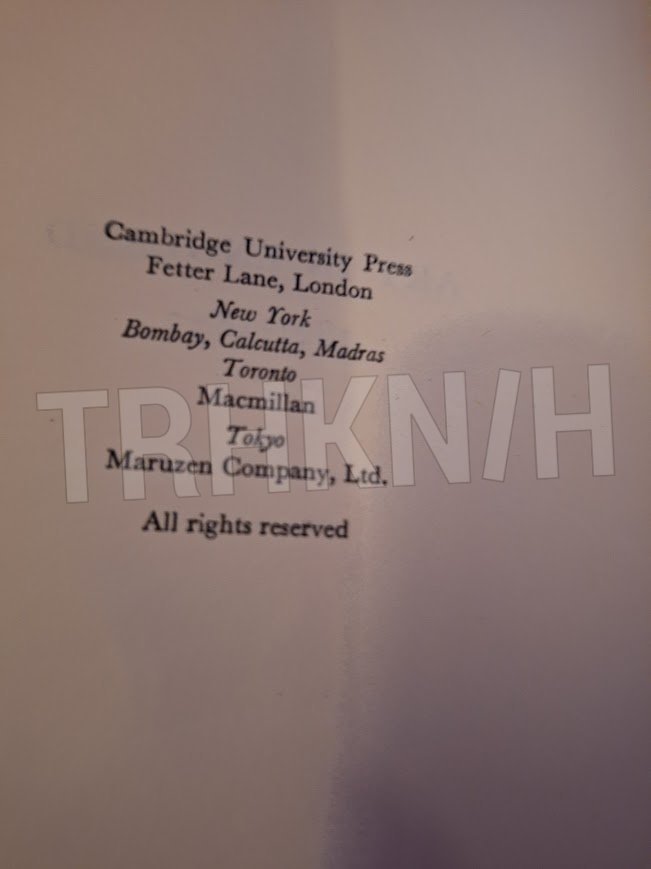 Cambridge University Press
Fetter Lane, London
New York
Bombay, Calcutta, Madras
Toronto
Macmillan
Tokyo
Maruzen Company, Ltd.
All rights reserved
TRHKN/H